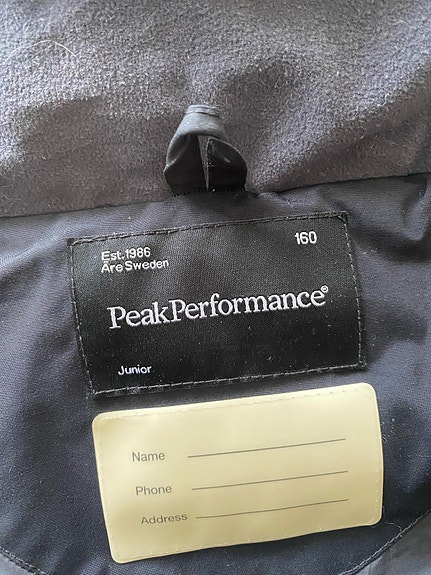 Est.1986
Åre Sweden
160
PeakPerformance®
Junior
Name
Phone
Address